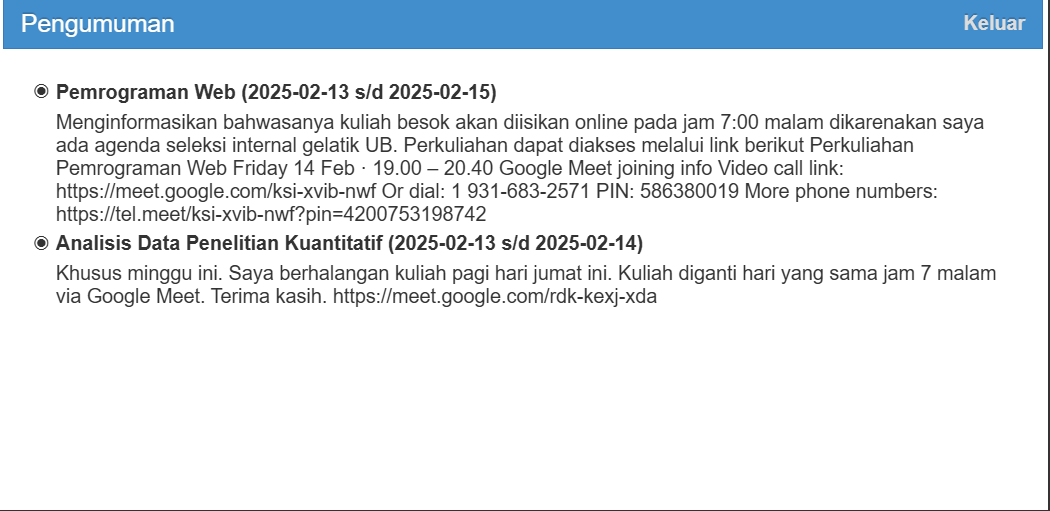 Pengumuman
Keluar
Pemrograman Web (2025-02-13 s/d 2025-02-15)
Menginformasikan bahwasanya kuliah besok akan diisikan online pada jam 7:00 malam dikarenakan saya
ada agenda seleksi internal gelatik UB. Perkuliahan dapat diakses melalui link berikut Perkuliahan
Pemrograman Web Friday 14 Feb · 19.00 – 20.40 Google Meet joining info Video call link:
https://meet.google.com/ksi-xvib-nwf Or dial: 1 931-683-2571 PIN: 586380019 More phone numbers:
https://tel.meet/ksi-xvib-nwf?pin=4200753198742
Analisis Data Penelitian Kuantitatif (2025-02-13 s/d 2025-02-14)
Khusus minggu ini. Saya berhalangan kuliah pagi hari jumat ini. Kuliah diganti hari yang sama jam 7 malam
via Google Meet. Terima kasih. https://meet.google.com/rdk-kexj-xda